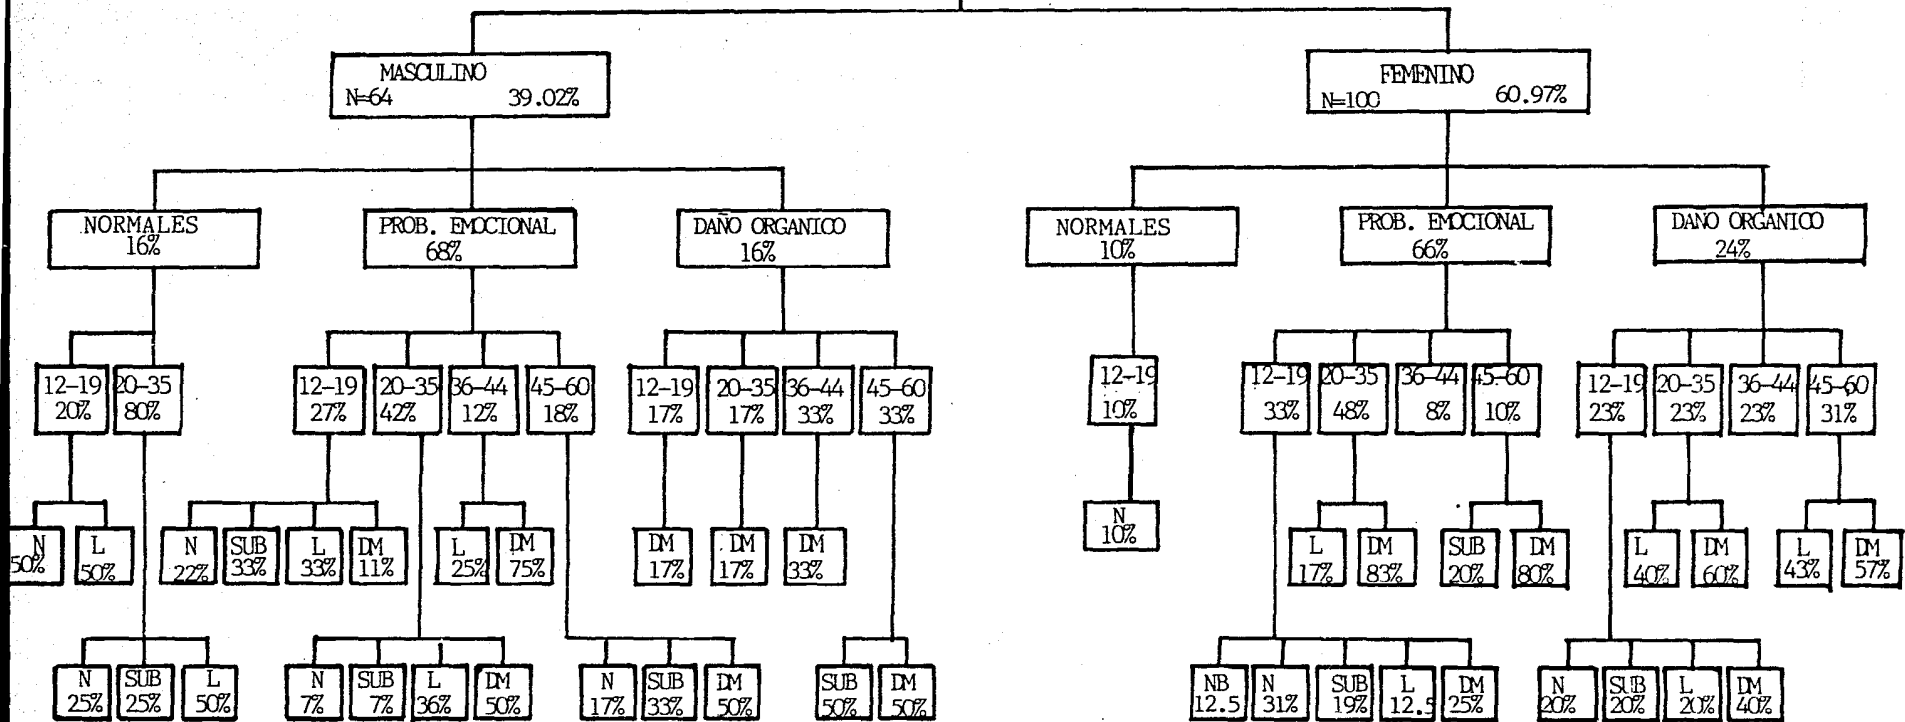 MASCULINO
N=64 39.02%
FEMENINO
N=100 60.97%
NORMALES
16%
PROB. EMOCIONAL
68%
DAÑO ORGANICO
16%
NORMALES
10%
PROB. EMOCIONAL
66%
DANO ORGANICO
24%
12-19
20%
20-35
80%
12-19
27%
20-35
42%
36-44
12%
45-60
18%
12-19
17%
20-35
17%
36-44
33%
45-60
33%
12-19
10%
12-19
33%
20-35
48%
36-44
8%
45-60
10%
12-19
23%
20-35
23%
36-44
23%
45-60
31%
N
50%
L
50%
N
22%
SUB
33%
L
33%
DM
11%
L
25%
DM
75%
DM
17%
DM
17%
DM
33%
N
10%
L
17%
DM
83%
SUB
20%
DM
80%
L
40%
DM
60%
L
43%
DM
57%
N
25%
SUB
25%
L
50%
N
7%
SUB
7%
L
36%
DM
50%
N
17%
SUB
33%
DM
50%
SUB
50%
DM
50%
NB
12.5
N
31%
SUB
19%
L
12.5
DM
25%
N
20%
SUB
20%
L
20%
DM
40%